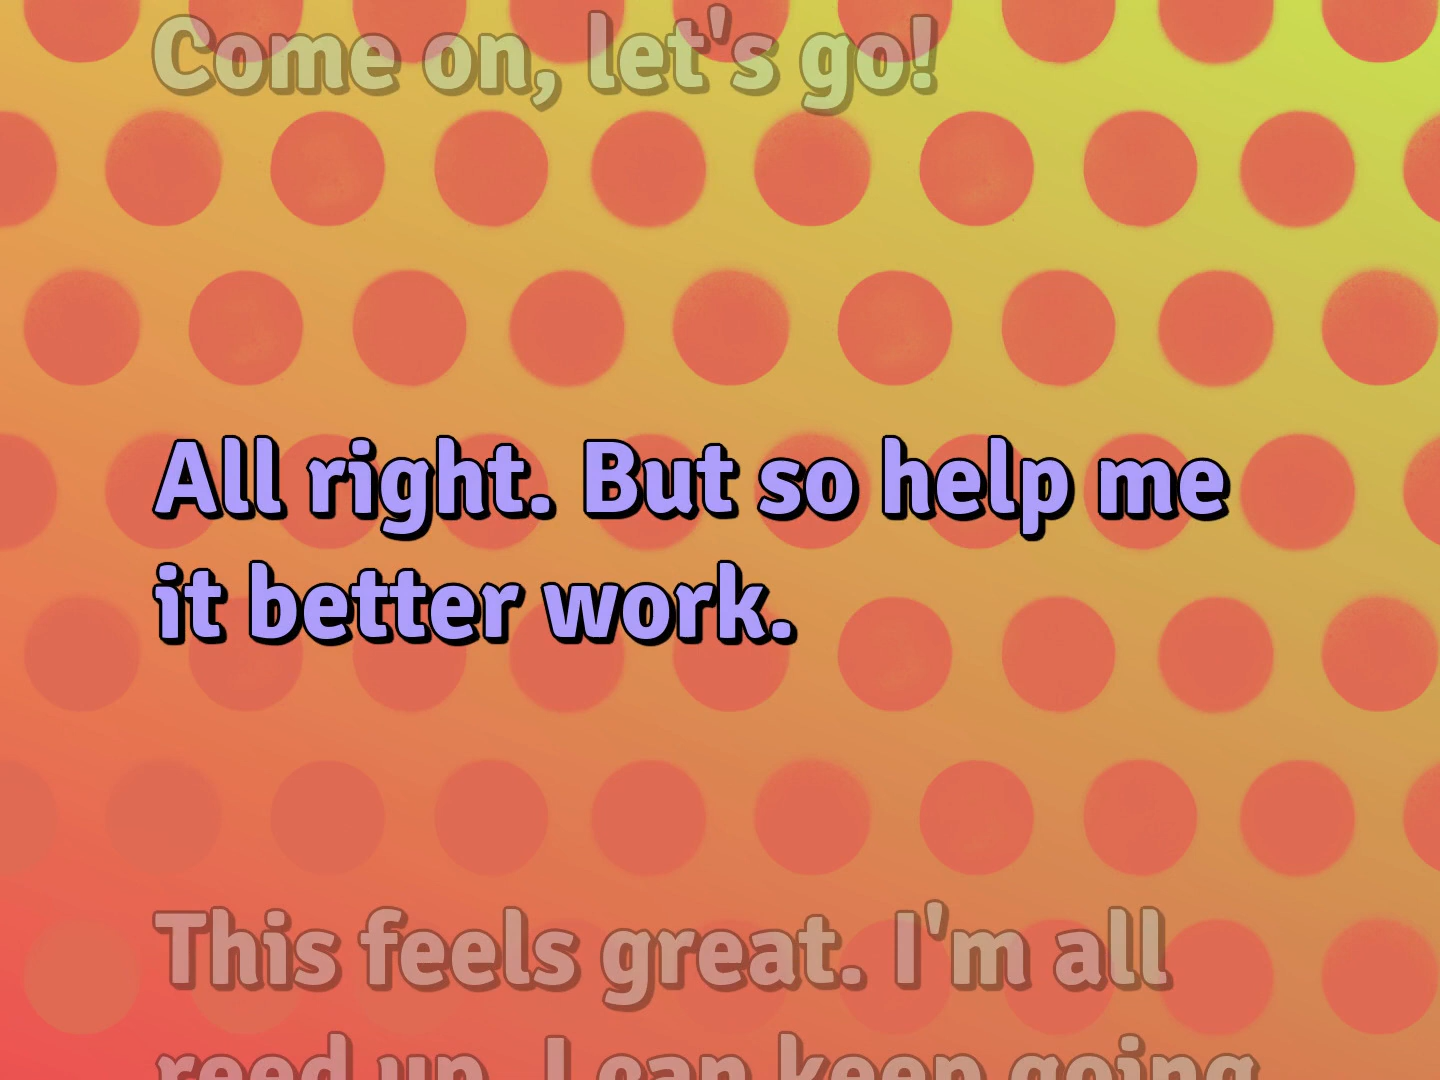 Come on, let's go!
All right. But so help me
it better work.
This feels great. I'm all
reed up. I can keep going